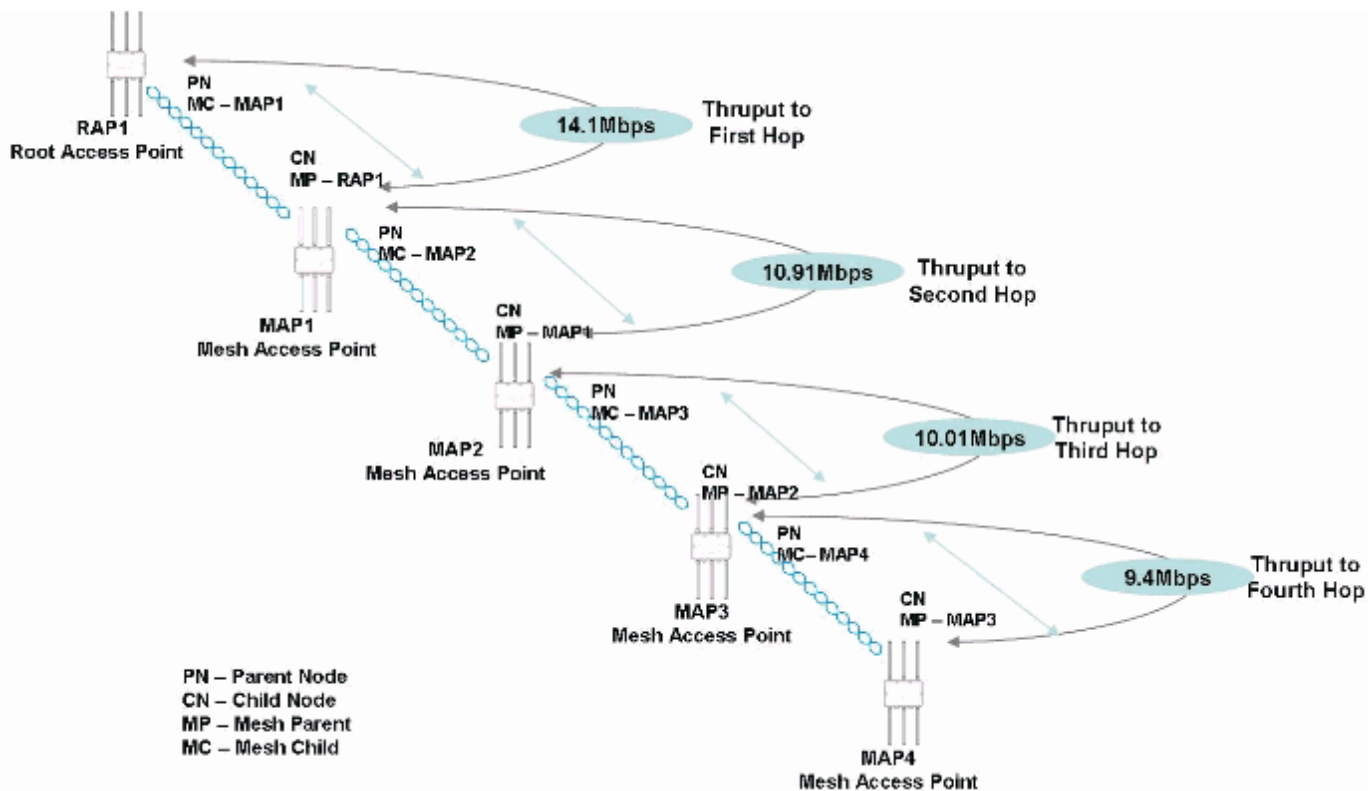 PN
MC – MAP1
RAP1
Root Access Point
14.1Mbps
Thruput to
First Hop
CN
MP – RAP1
PN
MC – MAP2
MAP1
Mesh Access Point
10.91Mbps
Thruput to
Second Hop
CN
MP – MAP1
PN
MC – MAP3
MAP2
Mesh Access Point
10.01Mbps
Thruput to
Third Hop
CN
MP – MAP2
PN
MC– MAP4
MAP3
Mesh Access Point
9.4Mbps
Thruput to
Fourth Hop
CN
MP – MAP3
MAP4
Mesh Access Point
PN – Parent Node
CN – Child Node
MP – Mesh Parent
MC – Mesh Child